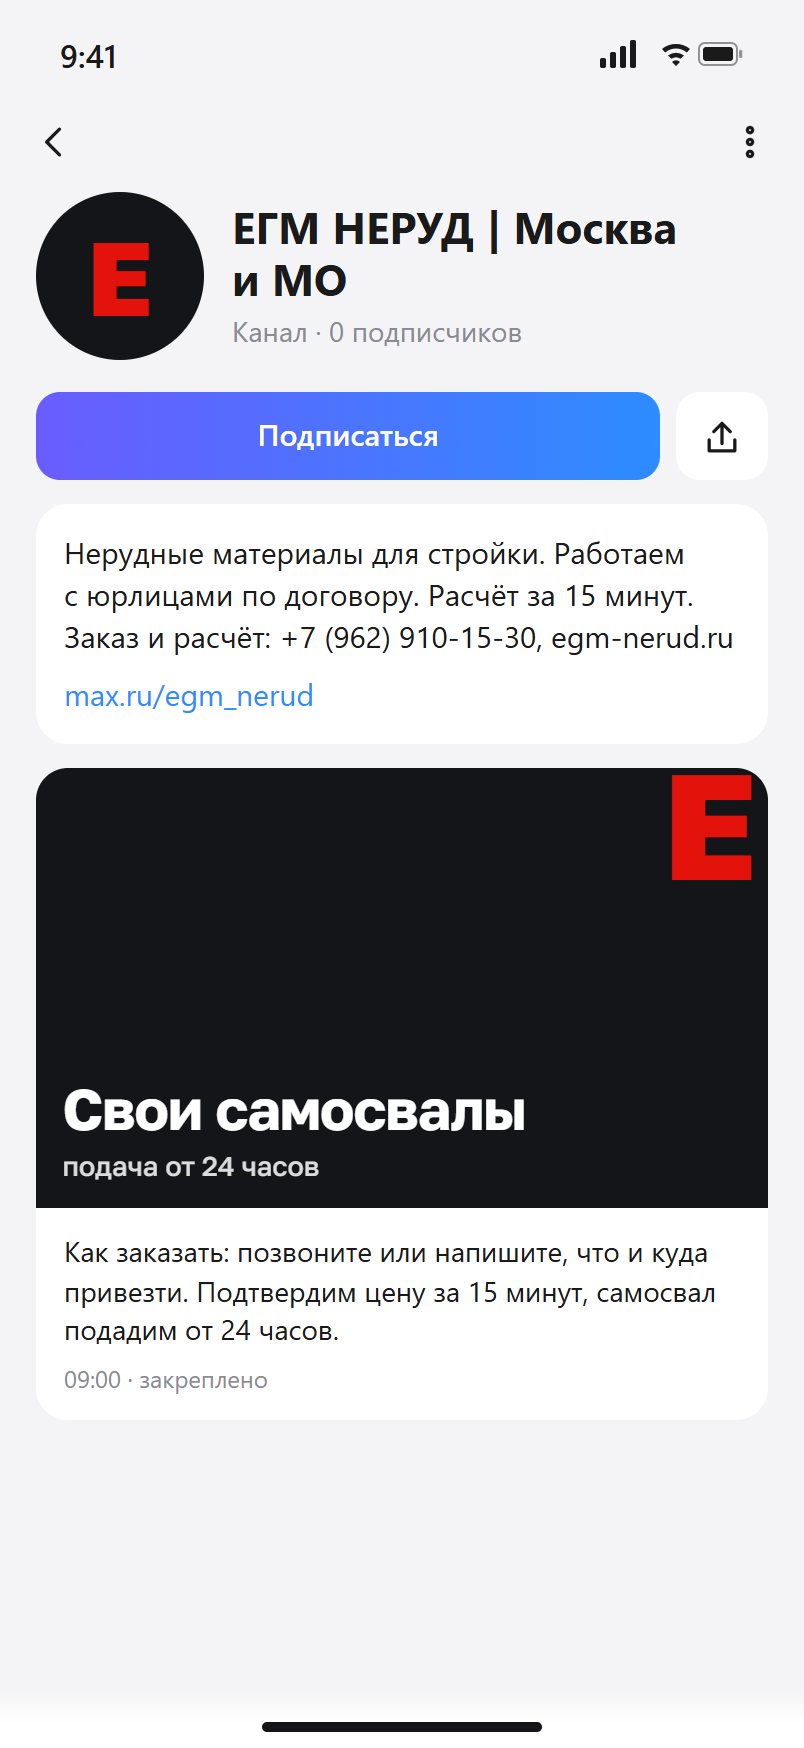 9:41
Е
ЕГМ НЕРУД | Москва
и МО
Канал · 0 подписчиков
Подписаться
Нерудные материалы для стройки. Работаем
с юрлицами по договору. Расчёт за 15 минут.
Заказ и расчёт: +7 (962) 910-15-30, egm-nerud.ru
max.ru/egm_nerud
Е
Свои самосвалы
подача от 24 часов
Как заказать: позвоните или напишите, что и куда
привезти. Подтвердим цену за 15 минут, самосвал
подадим от 24 часов.
09:00 · закреплено